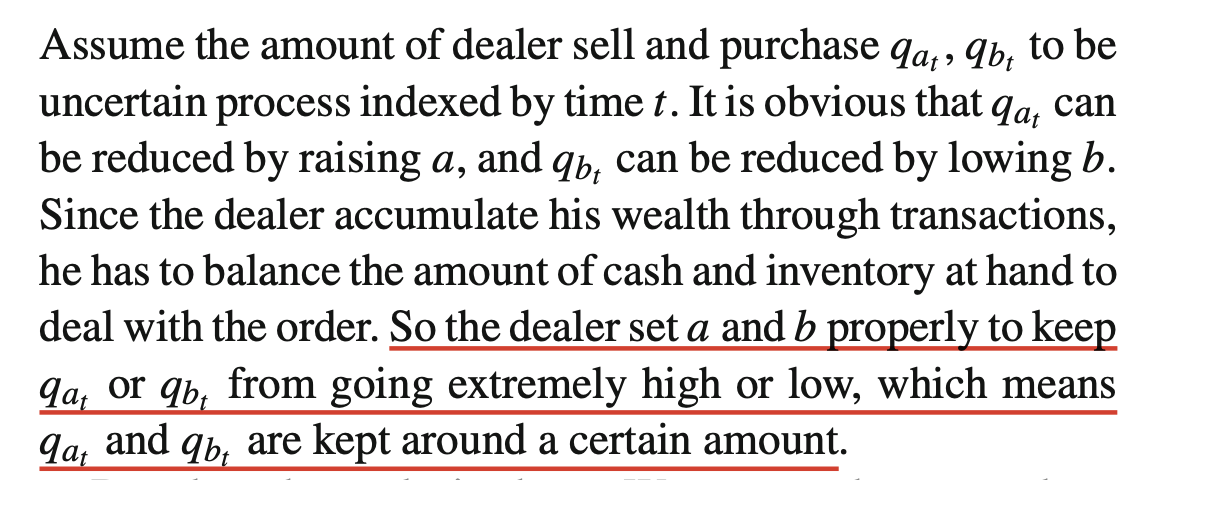 Assume the amount of dealer sell and purchase q_{a_t}, q_{b_t} to be
uncertain process indexed by time t. It is obvious that q_{a_t} can
be reduced by raising a, and q_{b_t} can be reduced by lowing b.
Since the dealer accumulate his wealth through transactions,
he has to balance the amount of cash and inventory at hand to
deal with the order. So the dealer set a and b properly to keep
q_{a_t} or q_{b_t} from going extremely high or low, which means
q_{a_t} and q_{b_t} are kept around a certain amount.